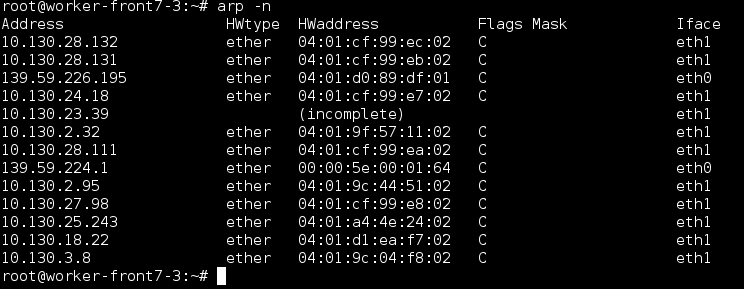 root@worker-front7-3:~# arp -n
Address                  HWtype  HWaddress           Flags Mask            Iface
10.130.28.132            ether   04:01:cf:99:ec:02   C                     eth1
10.130.28.131            ether   04:01:cf:99:eb:02   C                     eth1
139.59.226.195           ether   04:01:d0:89:df:01   C                     eth0
10.130.24.18             ether   04:01:cf:99:e7:02   C                     eth1
10.130.23.39                     (incomplete)                              eth1
10.130.2.32              ether   04:01:9f:57:11:02   C                     eth1
10.130.28.111            ether   04:01:cf:99:ea:02   C                     eth1
139.59.224.1             ether   00:00:5e:00:01:64   C                     eth0
10.130.2.95              ether   04:01:9c:44:51:02   C                     eth1
10.130.27.98             ether   04:01:cf:99:e8:02   C                     eth1
10.130.25.243            ether   04:01:a4:4e:24:02   C                     eth1
10.130.18.22             ether   04:01:d1:ea:f7:02   C                     eth1
10.130.3.8               ether   04:01:9c:04:f8:02   C                     eth1
root@worker-front7-3:~#